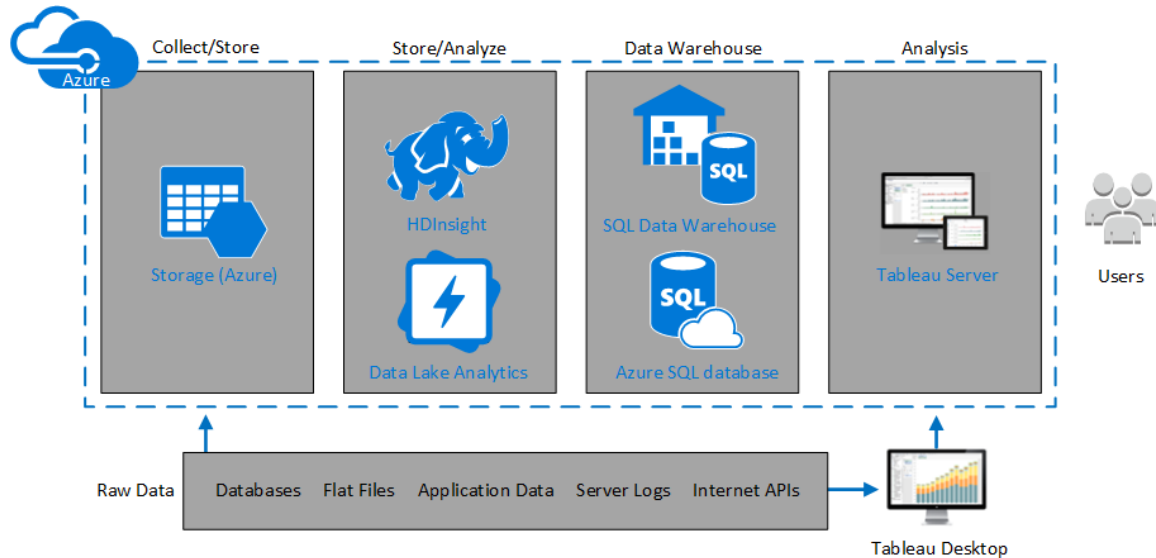 Collect/Store
Store/Analyze
Data Warehouse
Analysis
Azure
Storage (Azure)
HDInsight
Data Lake Analytics
SQL
SQL Data Warehouse
SQL
Azure SQL database
Tableau Server
Users
Raw Data
Databases
Flat Files
Application Data
Server Logs
Internet APIs
Tableau Desktop